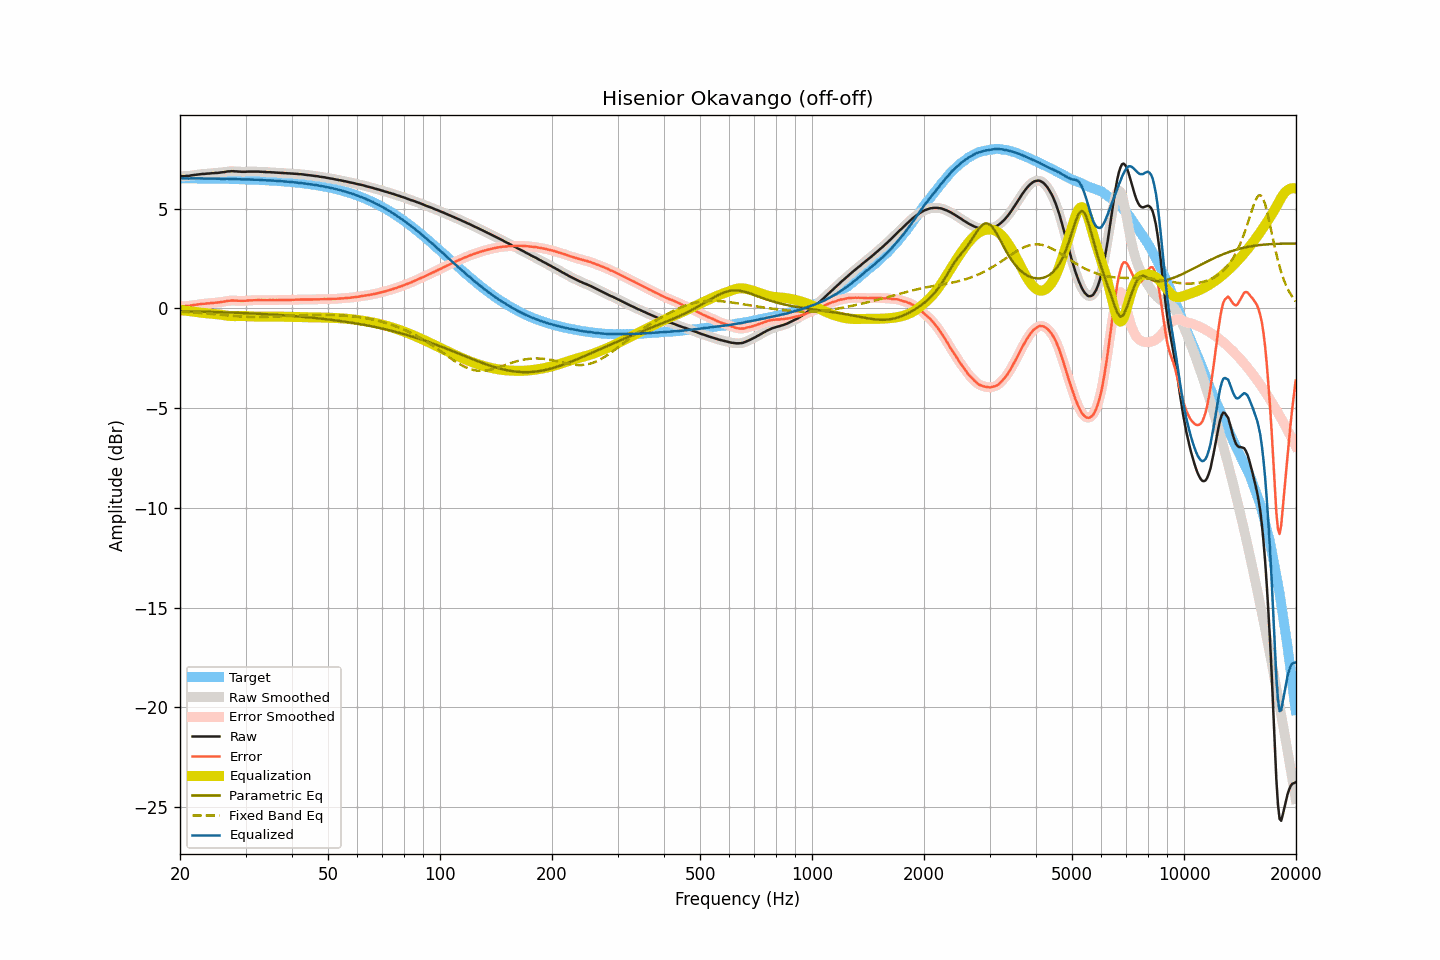 Hisenior Okavango (off-off)
Amplitude (dBr)
5
0
−5
−10
−15
−20
−25
Target
Raw Smoothed
Error Smoothed
Raw
Error
Equalization
Parametric Eq
Fixed Band Eq
Equalized
20 50 100 200 500 1000 2000 5000 10000 20000
Frequency (Hz)